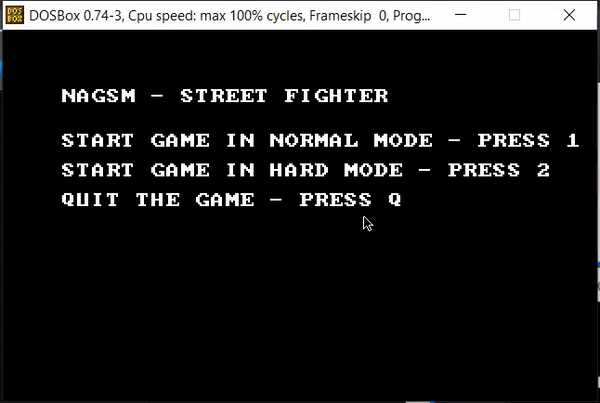 DOSBox 0.74-3, Cpu speed: max 100% cycles, Frameskip 0, Prog...
NAGSM - STREET FIGHTER
START GAME IN NORMAL MODE - PRESS 1
START GAME IN HARD MODE - PRESS 2
QUIT THE GAME - PRESS Q